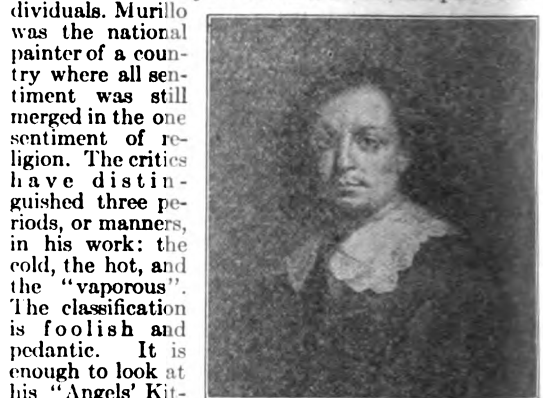 dividuals. Murillo
was the national
painter of a coun-
try where all sen-
timent was still
merged in the one
sentiment of re-
ligion. The critics
have distin-
guished three pe-
riods, or manners,
in his work: the
cold, the hot, and
the "vaporous".
The classification
is foolish and
pedantic. It is
enough to look at
his "Angels' Kit-